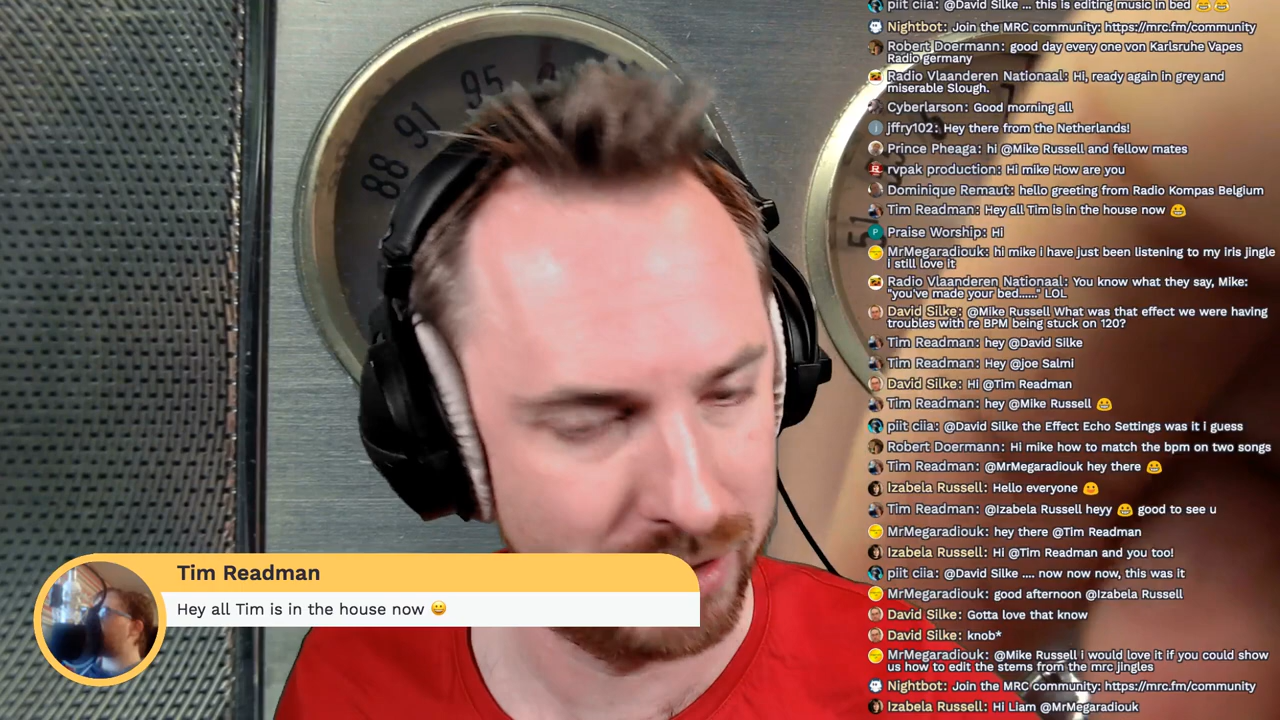 piit ciia: @David Silke ... this is editing music in bed 😂 😂
Nightbot: Join the MRC community: https://mrc.fm/community
Robert Doermann: good day every one von Karlsruhe Vapes
Radio germany
Radio Vlaanderen Nationaal: Hi, ready again in grey and
miserable Slough.
Cyberlarson: Good morning all
jffry102: Hey there from the Netherlands!
Prince Pheaga: hi @Mike Russell and fellow mates
rvpak production: Hi mike How are you
Dominique Remaut: hello greeting from Radio Kompas Belgium
Tim Readman: Hey all Tim is in the house now 😀
Praise Worship: Hi
MrMegaradiouk: hi mike i have just been listening to my iris jingle
i still love it
Radio Vlaanderen Nationaal: You know what they say, Mike:
"you've made your bed......" LOL
David Silke: @Mike Russell What was that effect we were having
troubles with re BPM being stuck on 120?
Tim Readman: hey @David Silke
Tim Readman: Hey @joe Salmi
David Silke: Hi @Tim Readman
Tim Readman: hey @Mike Russell 😀
piit ciia: @David Silke the Effect Echo Settings was it i guess
Robert Doermann: Hi mike how to match the bpm on two songs
Tim Readman: @MrMegaradiouk hey there 😀
Izabela Russell: Hello everyone 🙂
Tim Readman: @Izabela Russell heyy 😀 good to see u
MrMegaradiouk: hey there @Tim Readman
Izabela Russell: Hi @Tim Readman and you too!
piit ciia: @David Silke .... now now now, this was it
MrMegaradiouk: good afternoon @Izabela Russell
David Silke: Gotta love that know
David Silke: knob*
MrMegaradiouk: @Mike Russell i would love it if you could show
us how to edit the stems from the mrc jingles
Nightbot: Join the MRC community: https://mrc.fm/community
Izabela Russell: Hi Liam @MrMegaradiouk
88 91 95
51
Tim Readman
Hey all Tim is in the house now 😀